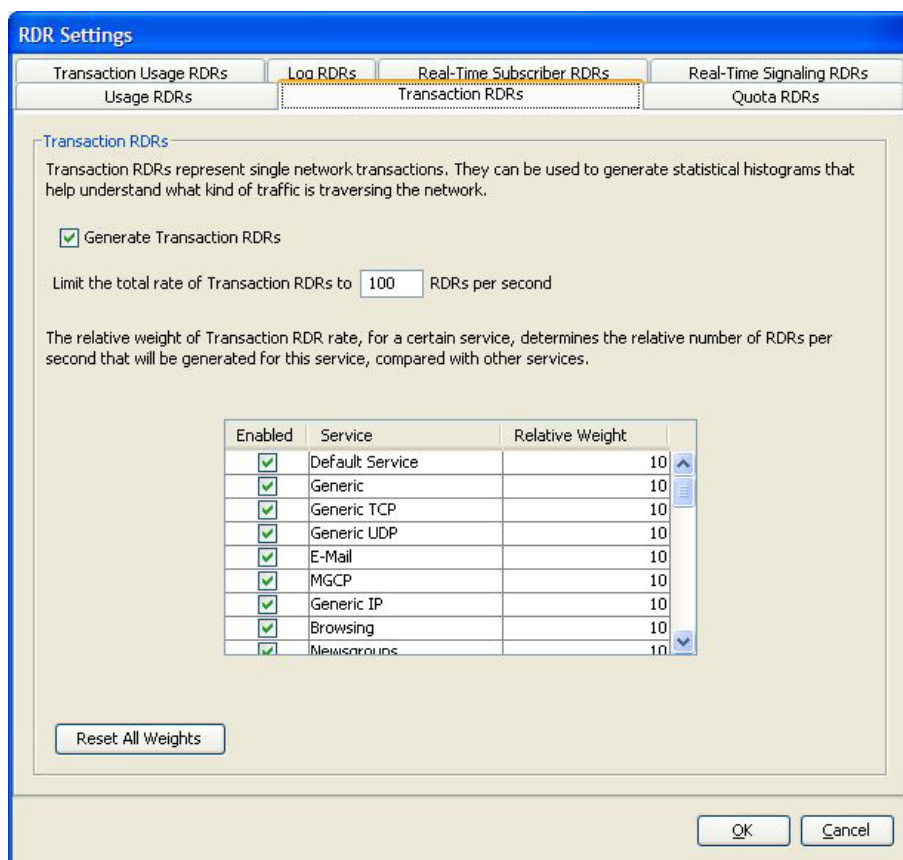 RDR Settings
Transaction Usage RDRs Log RDRs Real-Time Subscriber RDRs Real-Time Signaling RDRs
Usage RDRs Transaction RDRs Quota RDRs
Transaction RDRs
Transaction RDRs represent single network transactions. They can be used to generate statistical histograms that
help understand what kind of traffic is traversing the network.
Generate Transaction RDRs
Limit the total rate of Transaction RDRs to 100 RDRs per second
The relative weight of Transaction RDR rate, for a certain service, determines the relative number of RDRs per
second that will be generated for this service, compared with other services.
Enabled Service Relative Weight
Default Service 10
Generic 10
Generic TCP 10
Generic UDP 10
E-Mail 10
MGCP 10
Generic IP 10
Browsing 10
Newsgroups 10
Reset All Weights
OK Cancel